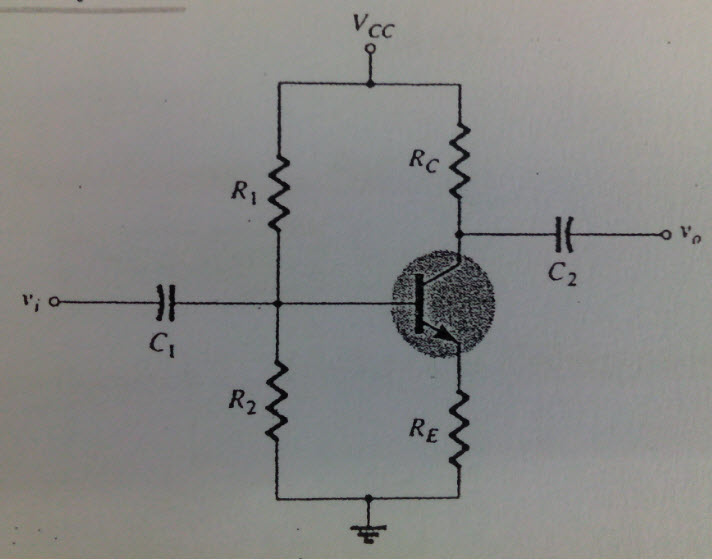 V_CC
R_C
R_1
v_o
C_2
v_i
C_1
R_2
R_E